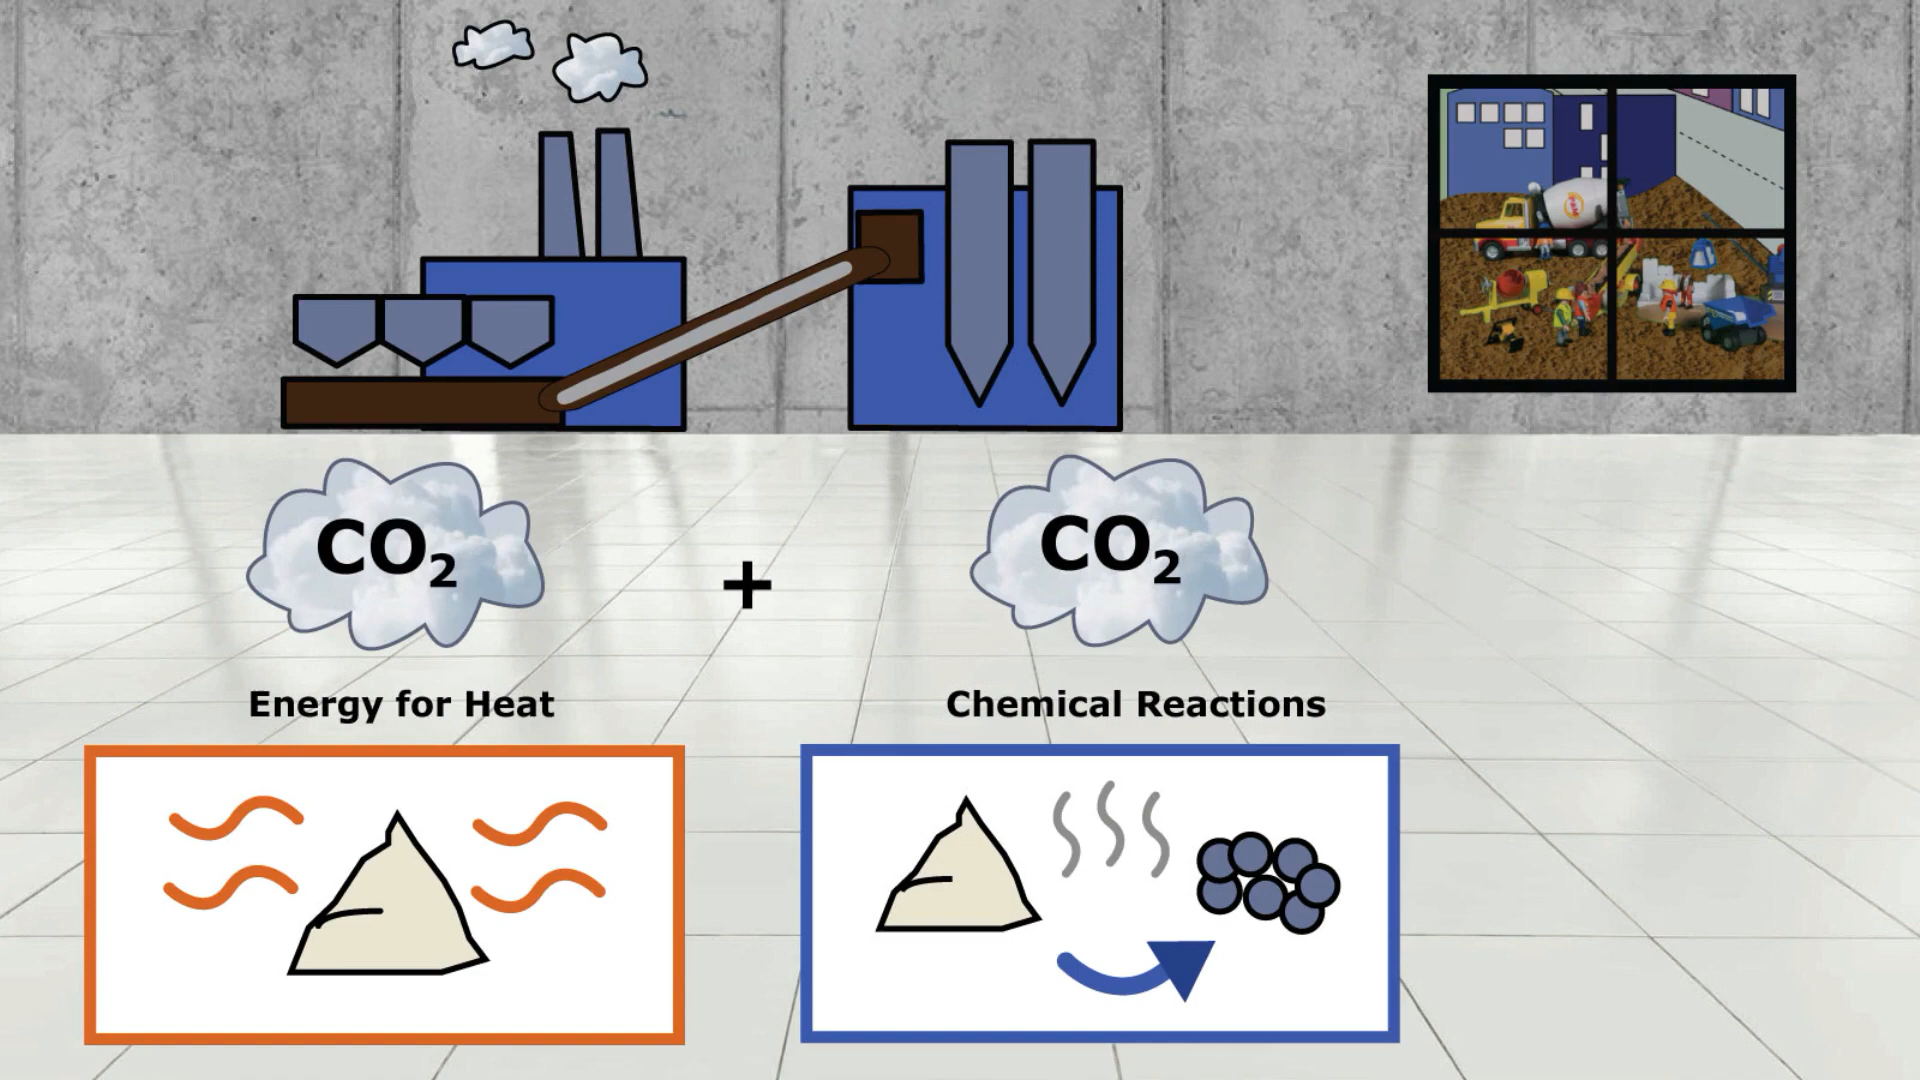 CO₂
+
CO₂
Energy for Heat
Chemical Reactions